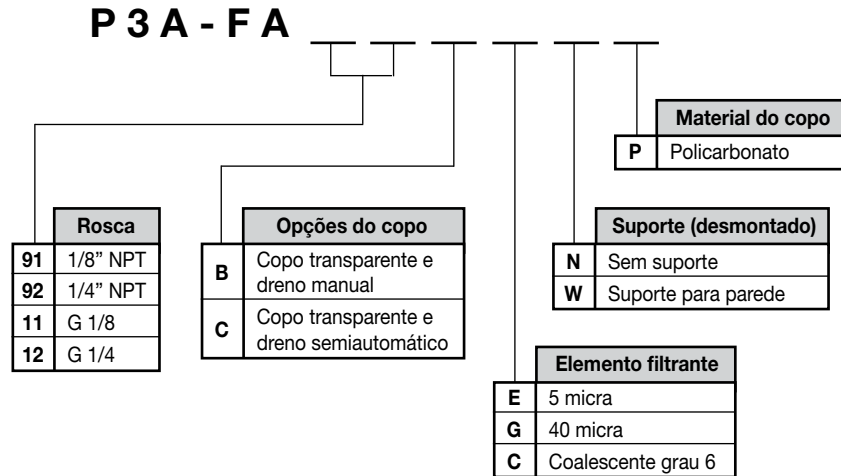 P3A-FA
Material do copo
P Policarbonato
Rosca
91 1/8" NPT
92 1/4" NPT
11 G 1/8
12 G 1/4
Opções do copo
B Copo transparente e
dreno manual
C Copo transparente e
dreno semiautomático
Suporte (desmontado)
N Sem suporte
W Suporte para parede
Elemento filtrante
E 5 micra
G 40 micra
C Coalescente grau 6